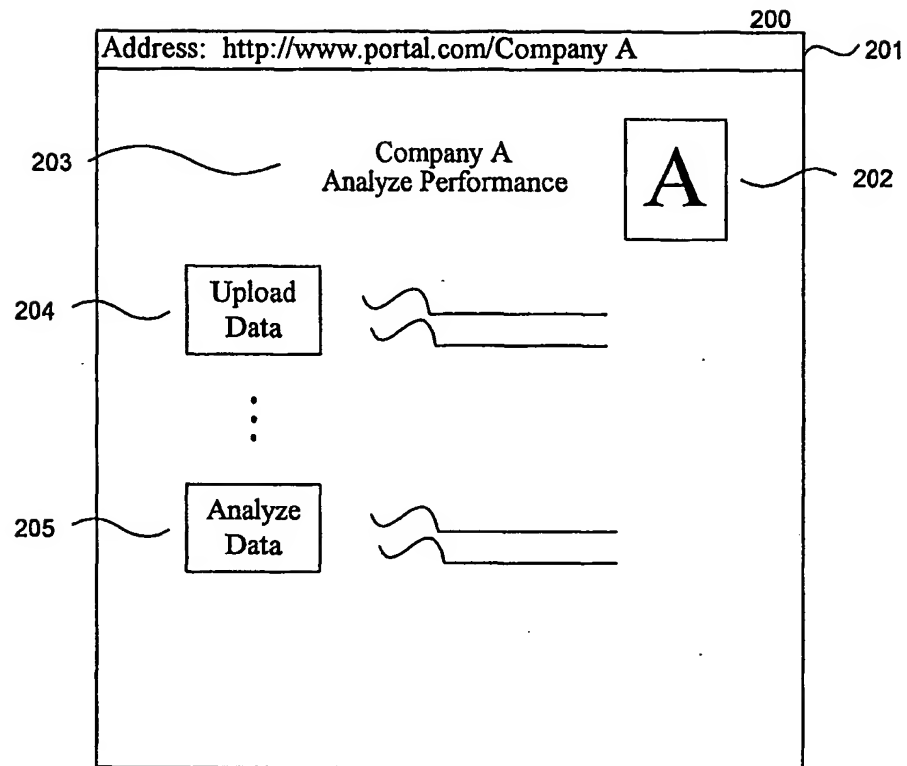 200
Address: http://www.portal.com/Company A
201
203
Company A
Analyze Performance
A
202
204
Upload
Data
205
Analyze
Data